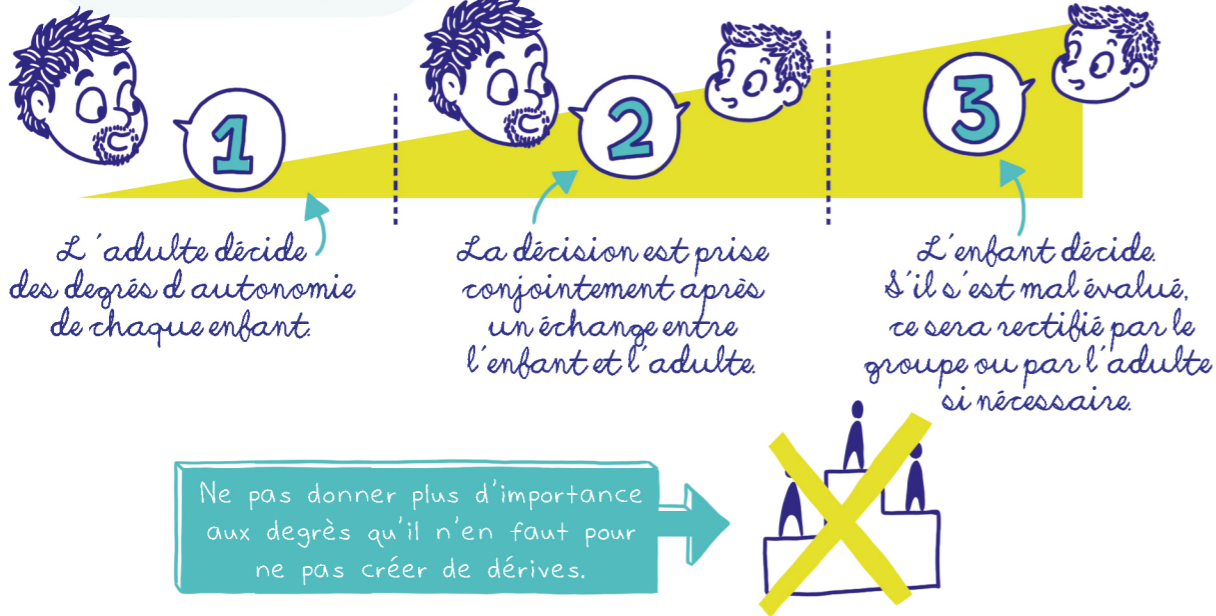 1
2
3
L'adulte décide
des degrés d'autonomie
de chaque enfant.
La décision est prise
conjointement après
un échange entre
l'enfant et l'adulte.
L'enfant décide.
S'il s'est mal évalué,
ce sera rectifié par le
groupe ou par l'adulte
si nécessaire.
Ne pas donner plus d'importance
aux degrès qu'il n'en faut pour
ne pas créer de dérives.